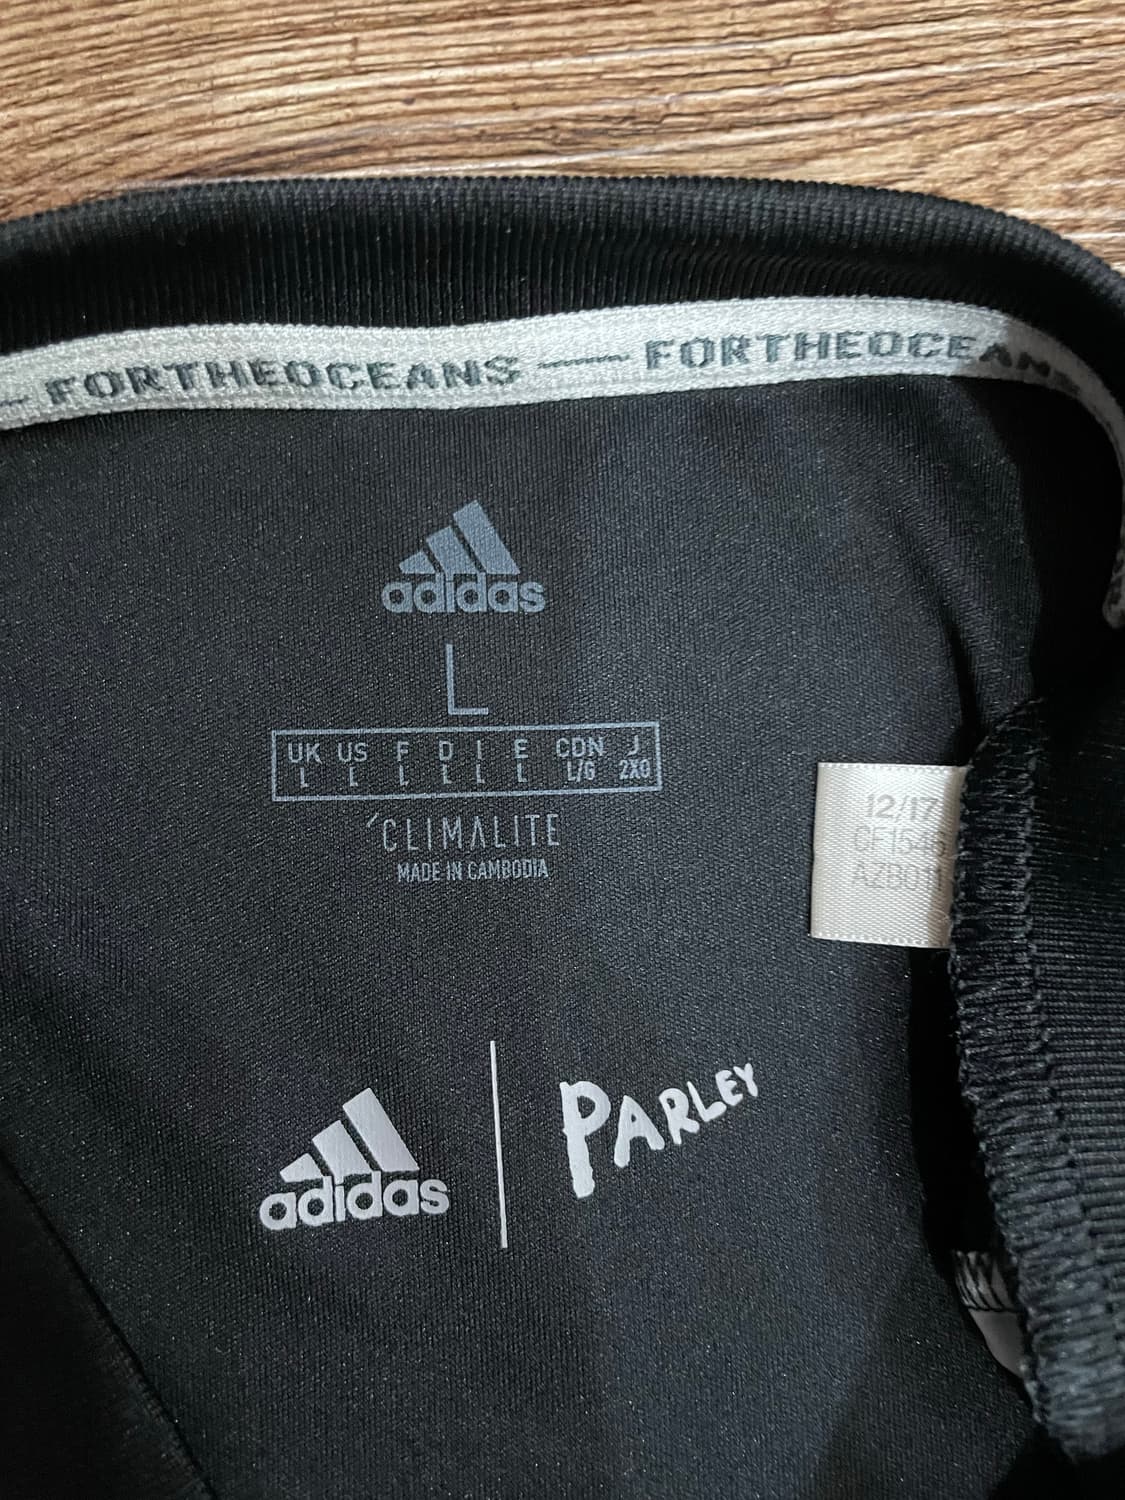 FORTHEOCEANS — FORTHEOCEANS
adidas
L
UK US F D I E CDN J
L L L L L L L/G 2XO
CLIMALITE
MADE IN CAMBODIA
12/17
adidas | PARLEY